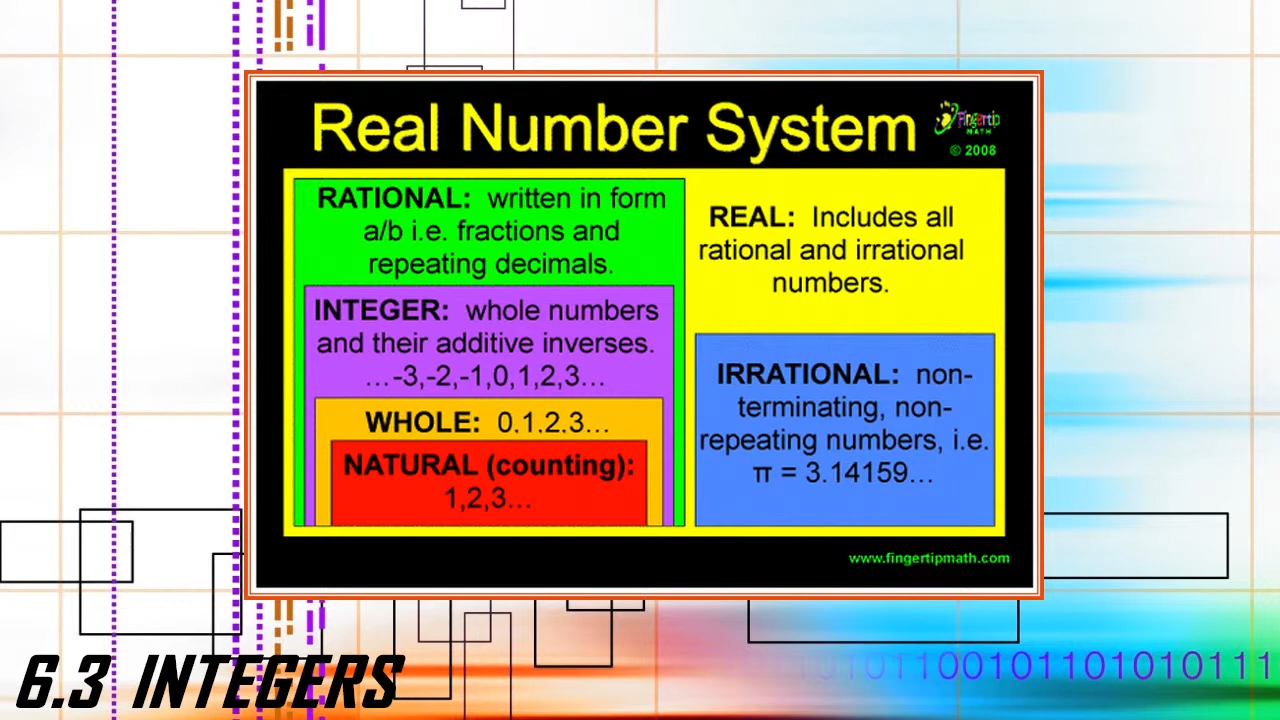 Real Number System
Fingertip
MATH
© 2008
RATIONAL: written in form
a/b i.e. fractions and
repeating decimals.
INTEGER: whole numbers
and their additive inverses.
…-3,-2,-1,0,1,2,3…
WHOLE: 0,1,2,3…
NATURAL (counting):
1,2,3…
REAL: Includes all
rational and irrational
numbers.
IRRATIONAL: non-
terminating, non-
repeating numbers, i.e.
π = 3.14159…
www.fingertipmath.com
6.3 INTEGERS